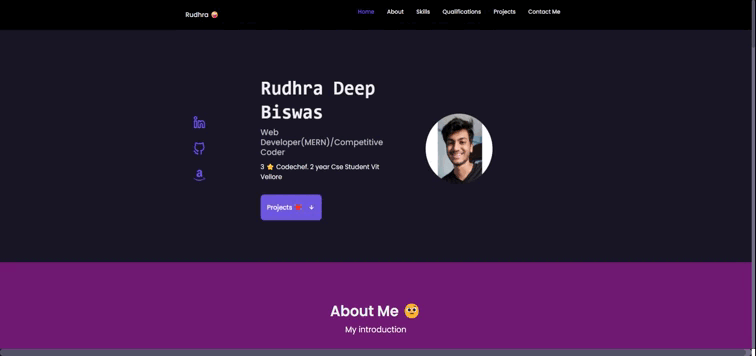 Rudhra 😷
Home About Skills Qualifications Projects Contact Me
Rudhra Deep
Biswas
Web
Developer(MERN)/Competitive
Coder
3 ⭐ Codechef. 2 year Cse Student Vit
Vellore
Projects
About Me 🧐
My introduction